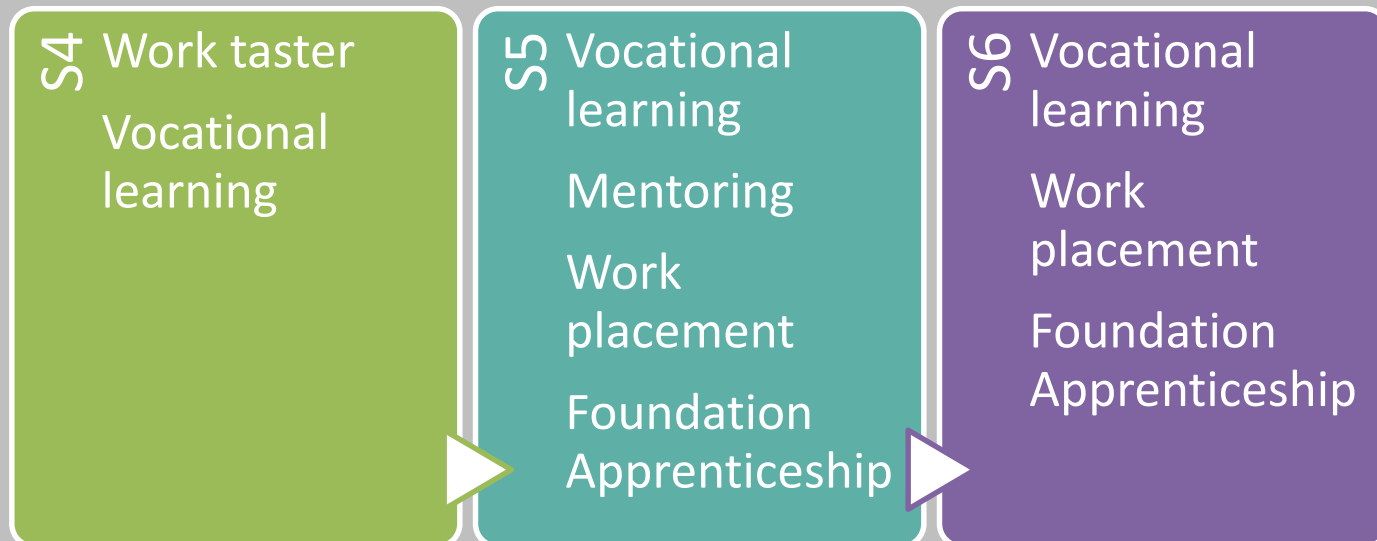 S4
Work taster
Vocational
learning
S5
Vocational
learning
Mentoring
Work
placement
Foundation
Apprenticeship
S6
Vocational
learning
Work
placement
Foundation
Apprenticeship